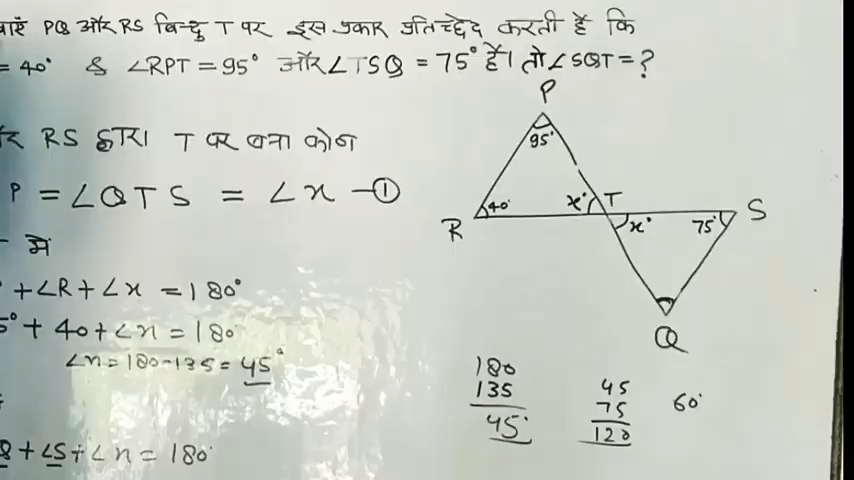 PQ और RS बिन्दु T पर इस प्रकार प्रतिच्छेद करती हैं कि
= 40° & ∠RPT = 95° और ∠TSQ = 75° है। तो ∠SQT = ?
RS द्वारा T पर बना कोण
P = ∠QTS = ∠x — ①
में
+ ∠R + ∠x = 180°
5° + 40 + ∠x = 180
∠x = 180 - 135 = 45°
+ ∠S + ∠x = 180°
P
95°
R
40°
x°
T
x°
75°
S
Q
180
135
45°
45
75
120
60°